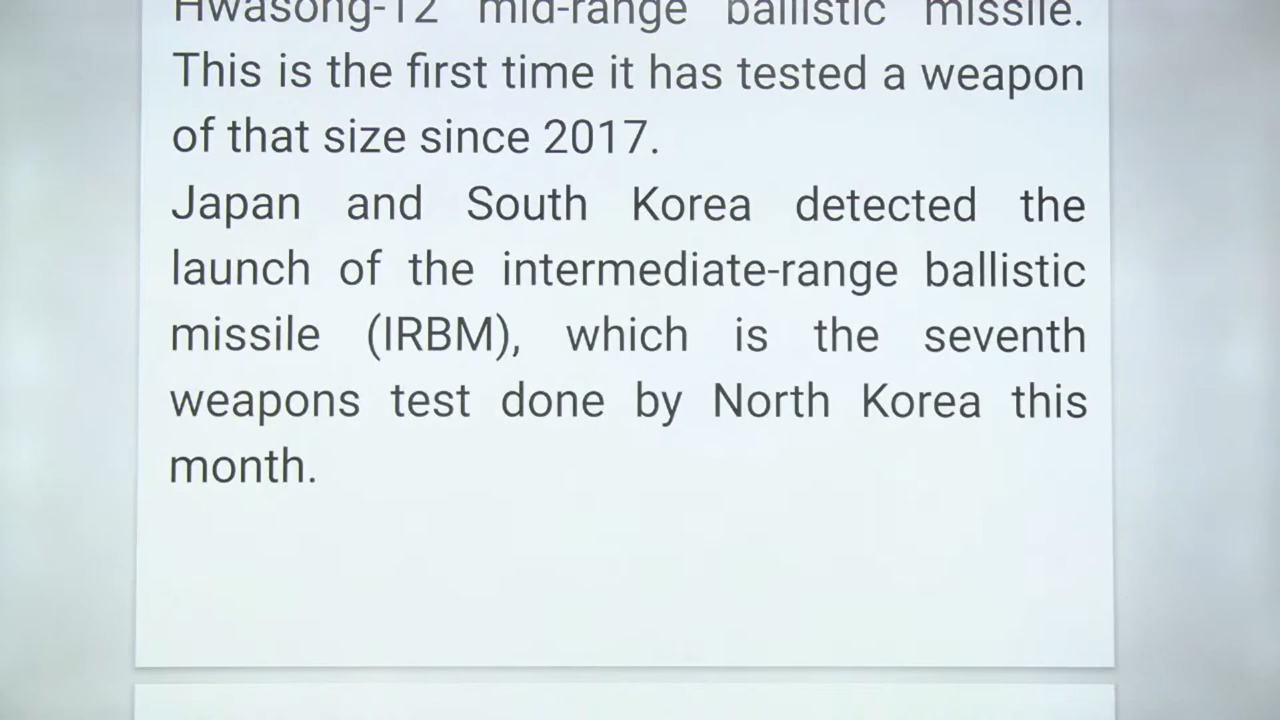 Hwasong-12 mid-range ballistic missile.
This is the first time it has tested a weapon
of that size since 2017.
Japan and South Korea detected the
launch of the intermediate-range ballistic
missile (IRBM), which is the seventh
weapons test done by North Korea this
month.